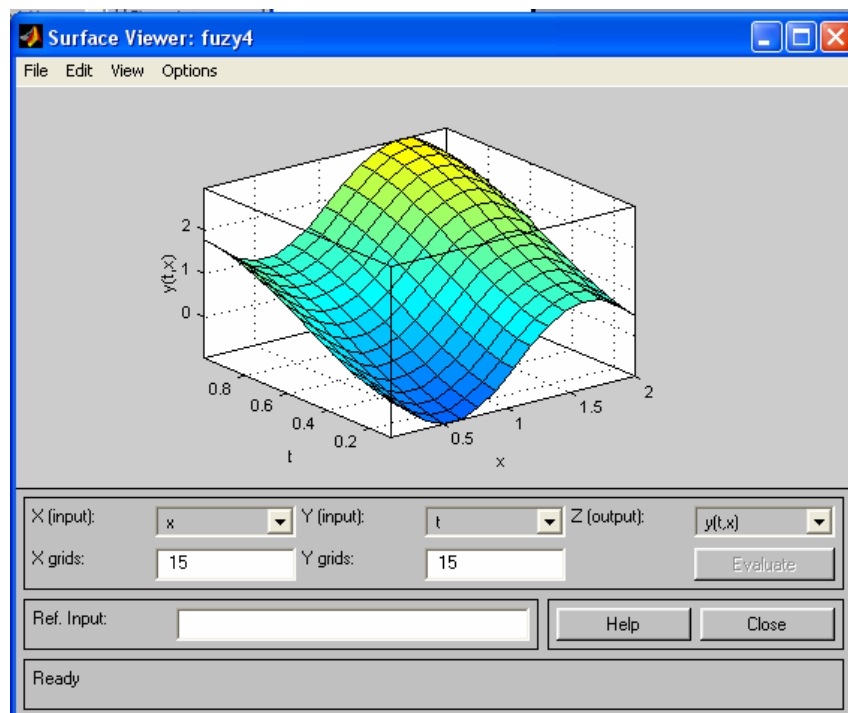 Surface Viewer: fuzy4
File Edit View Options
2
1
0
y(t,x)
0.8
0.6
0.4
0.2
t
0.5
1
1.5
2
x
X (input): x Y (input): t Z (output): y(t,x)
X grids: 15 Y grids: 15 Evaluate
Ref. Input: Help Close
Ready